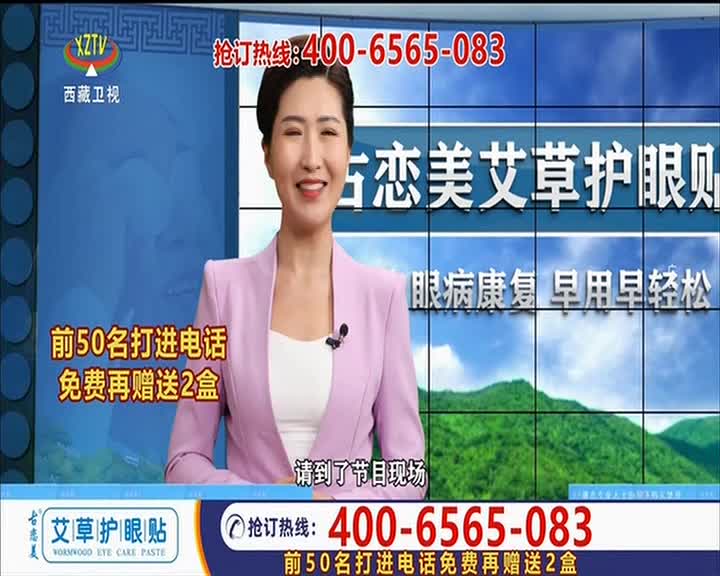 XZTV
西藏卫视
抢订热线:400-6565-083
古恋美艾草护眼贴
眼病康复 早用早轻松
前50名打进电话
免费再赠送2盒
请到了节目现场
古恋美
艾草护眼贴
WORMWOOD EYE CARE PASTE
抢订热线: 400-6565-083
前50名打进电话免费再赠送2盒